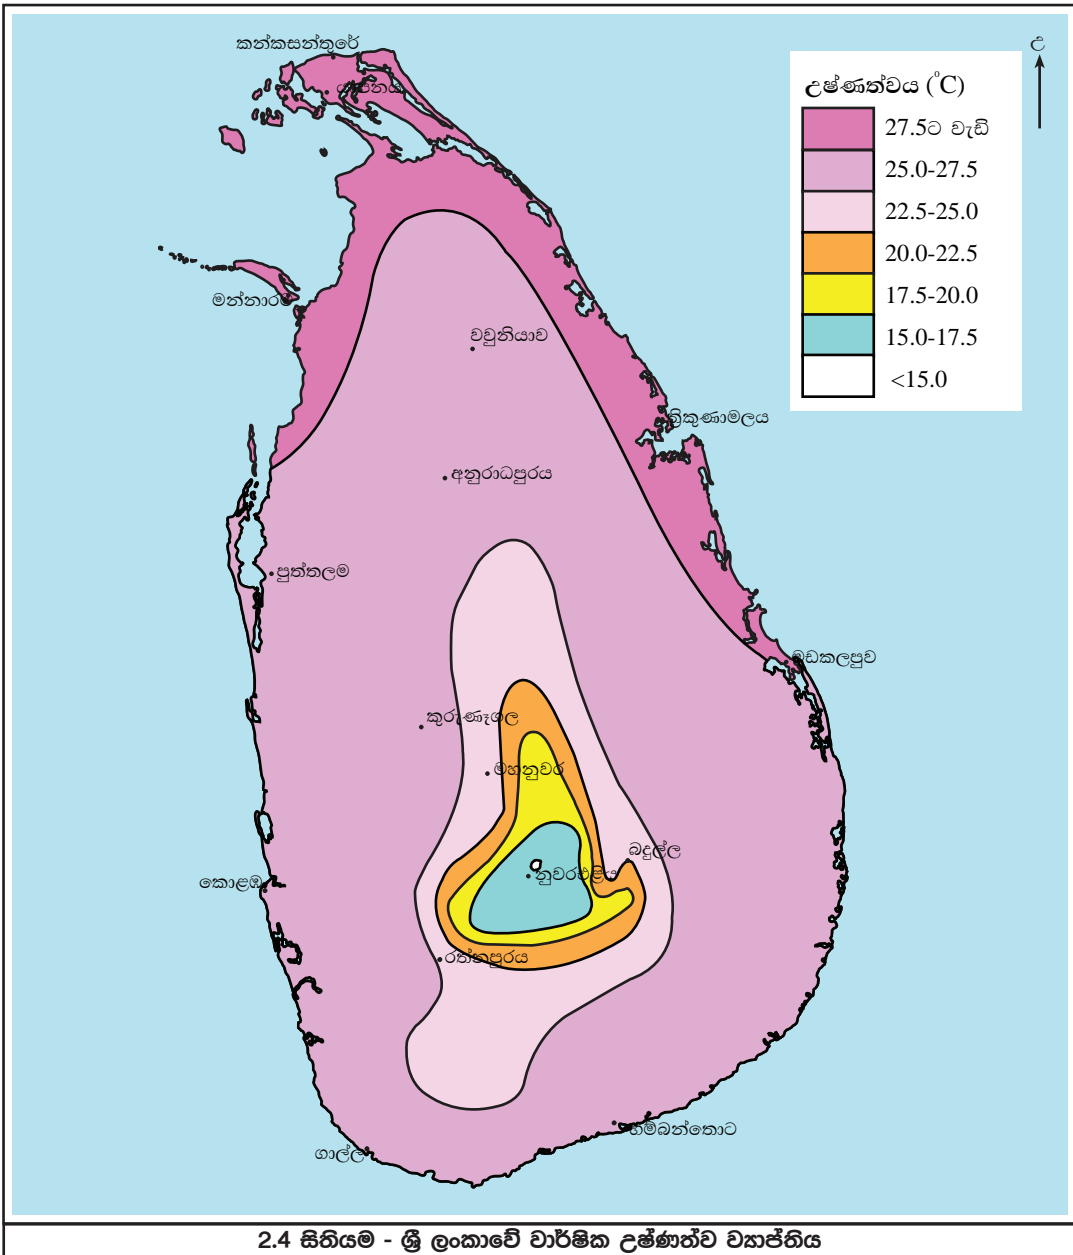 කන්කසන්තුරේ
උ
යාපනය
උෂ්ණත්වය (°C)
27.5ට වැඩි
25.0-27.5
22.5-25.0
20.0-22.5
17.5-20.0
15.0-17.5
<15.0
මන්නාරම
වවුනියාව
ත්‍රිකුණාමලය
අනුරාධපුරය
පුත්තලම
මඩකලපුව
කුරුණෑගල
මහනුවර
බදුල්ල
නුවරඑළිය
කොළඹ
රත්නපුරය
හම්බන්තොට
ගාල්ල
2.4 සිතියම - ශ්‍රී ලංකාවේ වාර්ෂික උෂ්ණත්ව ව්‍යාප්තිය